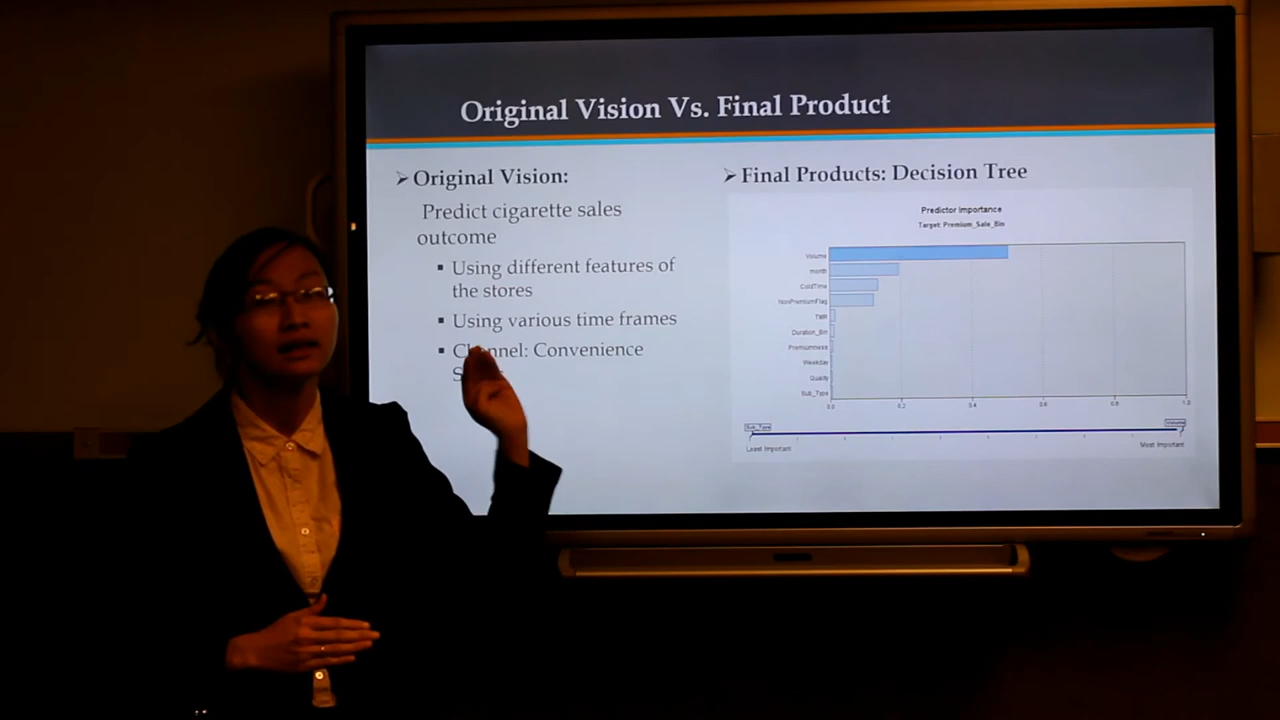 Original Vision Vs. Final Product
➢ Original Vision:
Predict cigarette sales
outcome
▪ Using different features of
the stores
▪ Using various time frames
▪ Channel: Convenience
➢ Final Products: Decision Tree
Predictor Importance
Target: Premium_Sale_Bin
Volume
month
ColdTime
NonPremiumFlag
TMR
Duration_Bin
Premiumness
Weekday
Quality
Sub_Type
0.0 0.2 0.4 0.6 0.8 1.0
Sub_Type Volume
Least Important Most Important